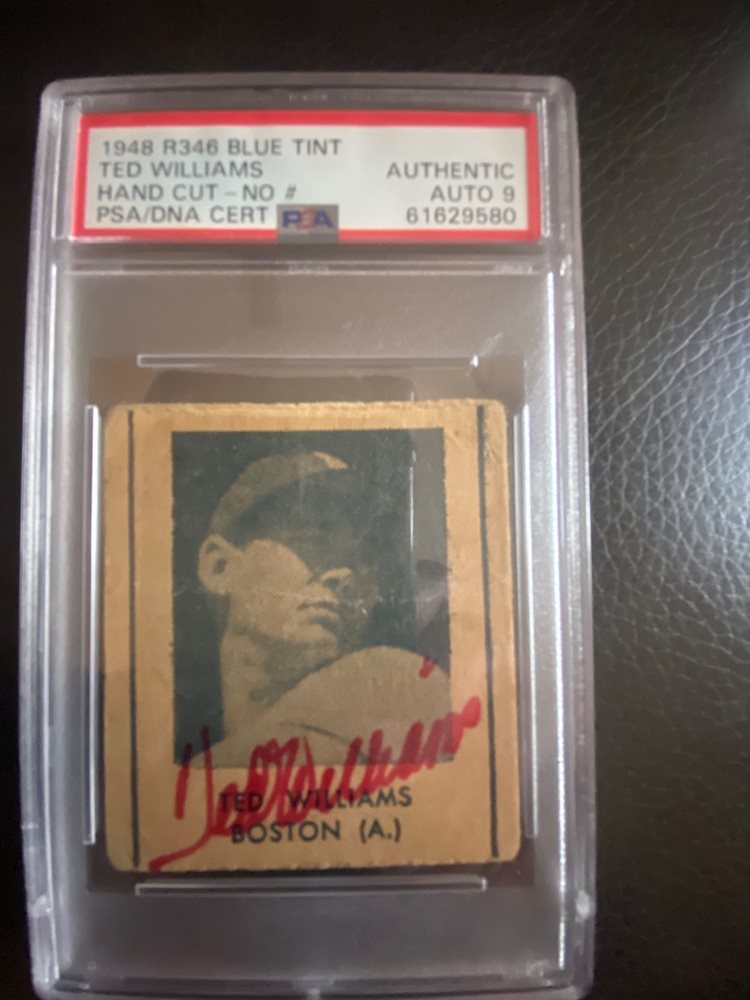 1948 R346 BLUE TINT
TED WILLIAMS AUTHENTIC
HAND CUT - NO # AUTO 9
PSA/DNA CERT PSA 61629580
Ted Williams
TED WILLIAMS
BOSTON (A.)